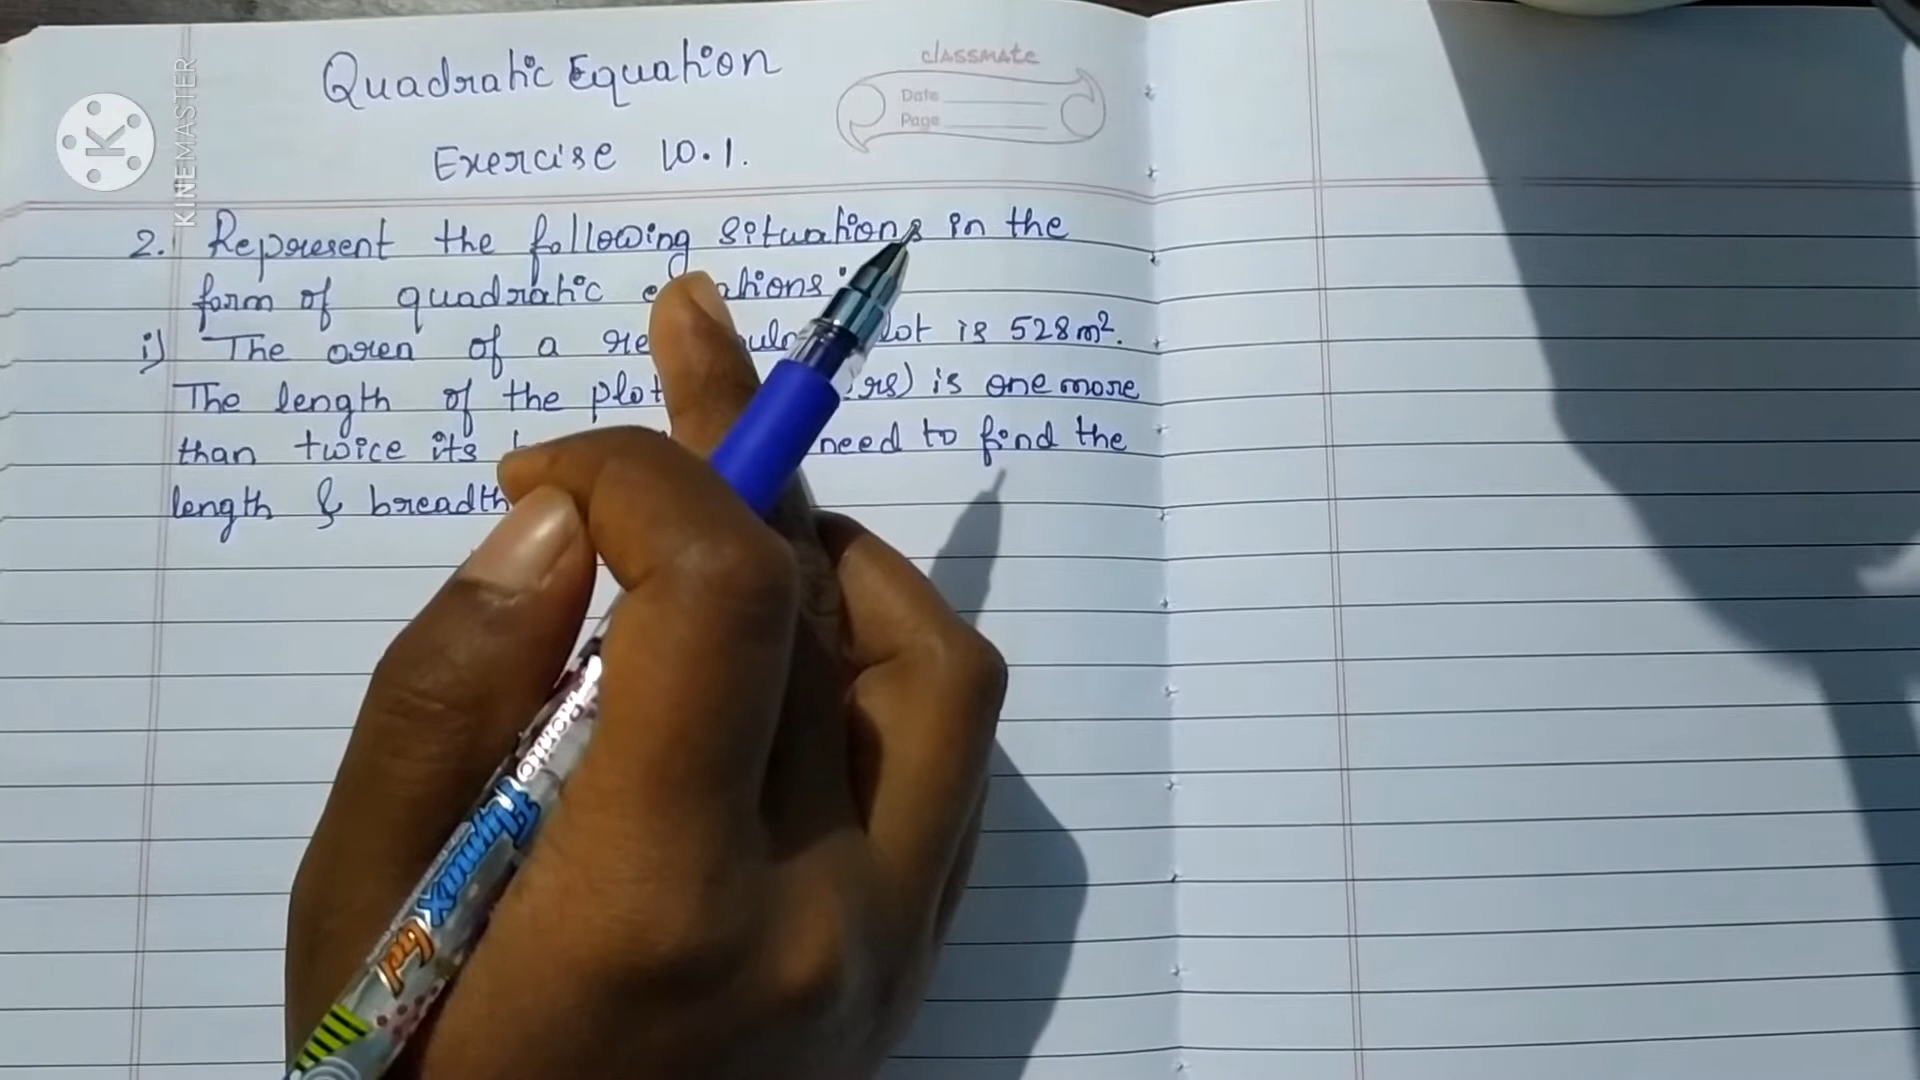 Quadratic Equation
classmate
Date
Page
Exercise 10.1.
KINEMASTER
2. Represent the following situations in the
form of quadratic
i) The area of a is 528m².
The length of the plot is one more
than twice its need to find the
length & breadth
Flymax Gel